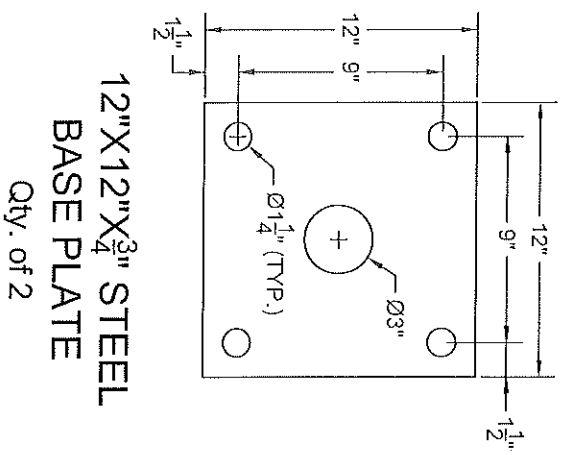 12"
9"
1 1/2"
12"
9"
1 1/2"
Ø3"
Ø1 1/4" (TYP.)
12"X12"X3/4" STEEL
BASE PLATE
Qty. of 2